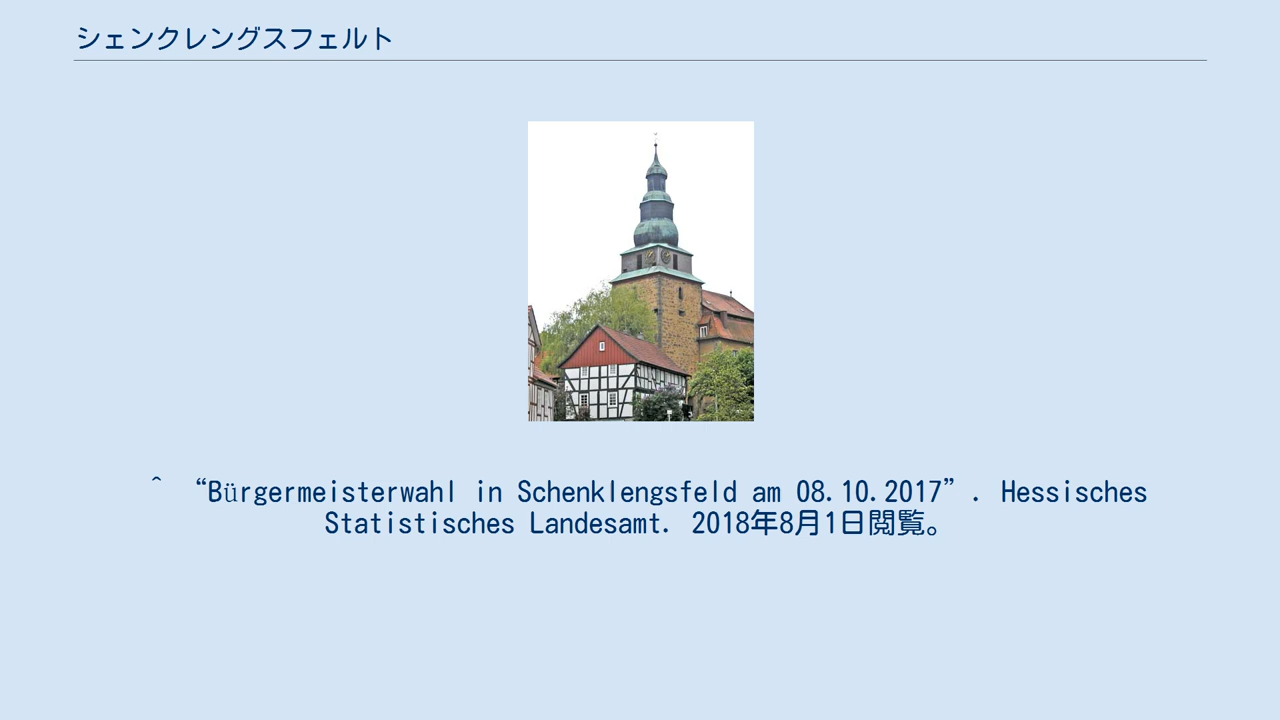 シェンクレングスフェルト
^ “Bürgermeisterwahl in Schenklengsfeld am 08.10.2017”. Hessisches
Statistisches Landesamt. 2018年8月1日閲覧。